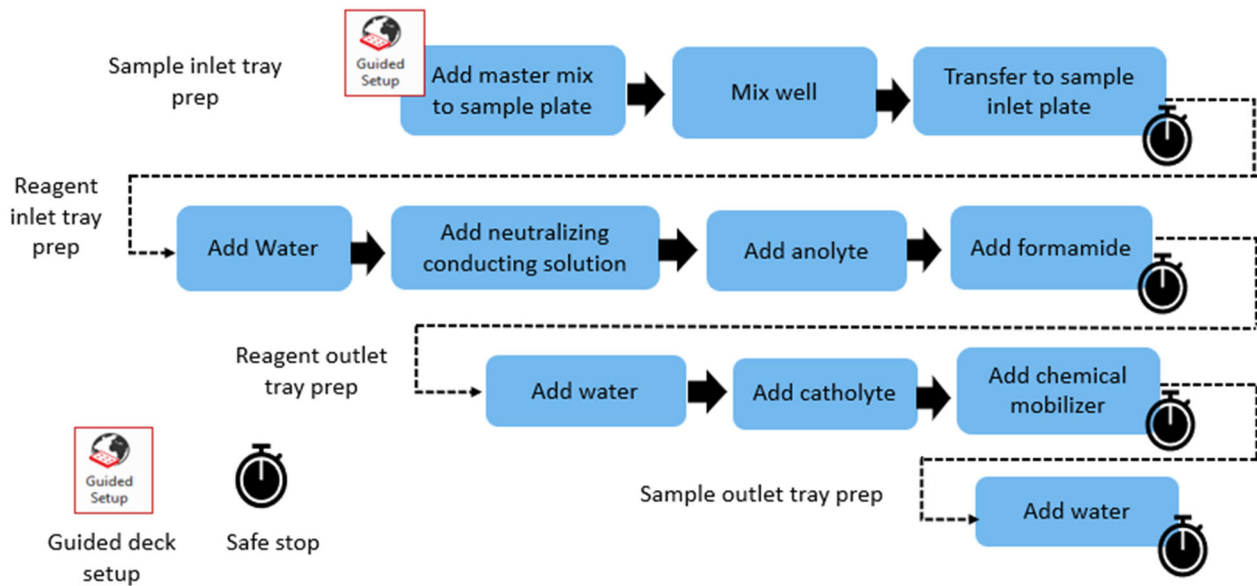 Sample inlet tray
prep
Guided
Setup
Add master mix
to sample plate
Mix well
Transfer to sample
inlet plate
Reagent
inlet tray
prep
Add Water
Add neutralizing
conducting solution
Add anolyte
Add formamide
Reagent outlet
tray prep
Add water
Add catholyte
Add chemical
mobilizer
Sample outlet tray prep
Add water
Guided
Setup
Guided deck
setup
Safe stop